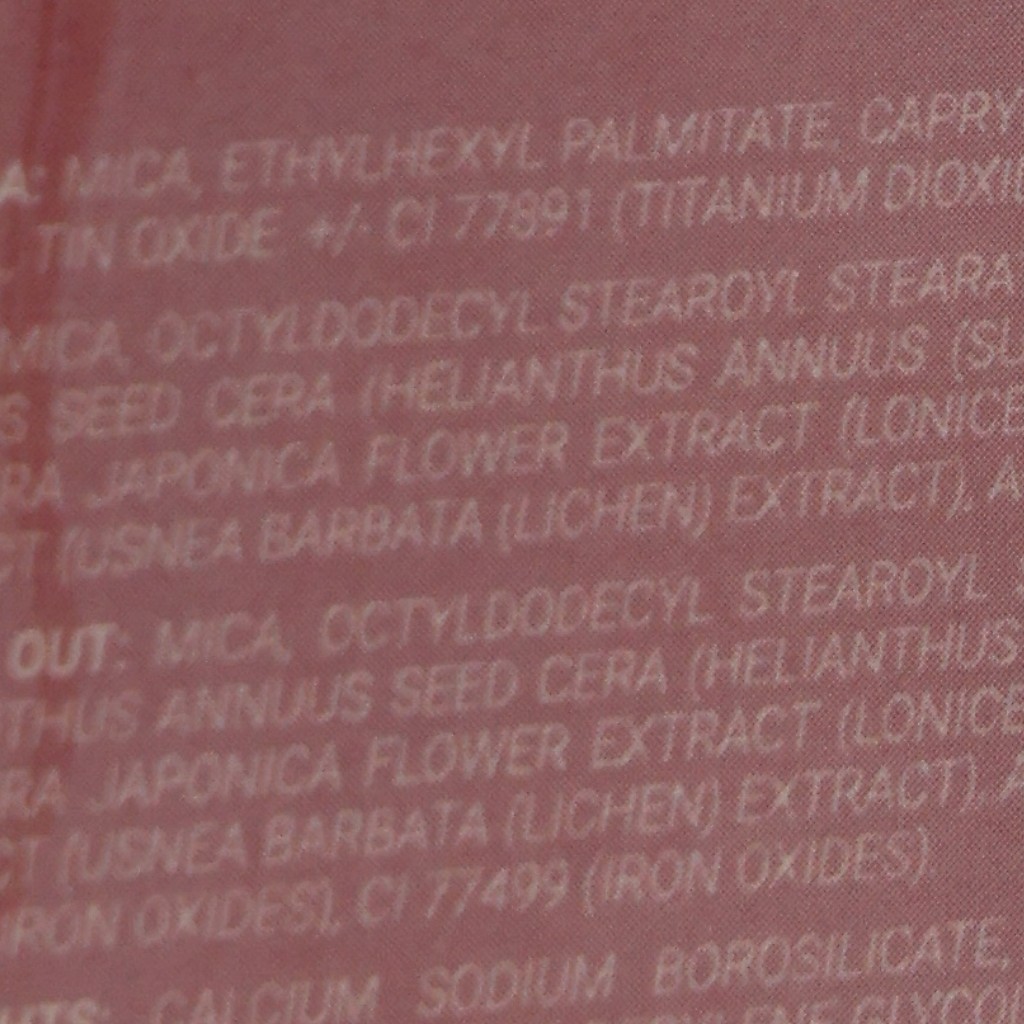 A: MICA, ETHYLHEXYL PALMITATE, CAPRY
, TIN OXIDE +/- CI 77891 (TITANIUM DIOXI
MICA, OCTYLDODECYL STEAROYL STEARA
S SEED CERA (HELIANTHUS ANNUUS (SU
RA JAPONICA FLOWER EXTRACT (LONICE
CT (USNEA BARBATA (LICHEN) EXTRACT), A
OUT: MICA, OCTYLDODECYL STEAROYL
THUS ANNUUS SEED CERA (HELIANTHUS
RA JAPONICA FLOWER EXTRACT (LONICE
CT (USNEA BARBATA (LICHEN) EXTRACT) A
IRON OXIDES), CI 77499 (IRON OXIDES)
CALCIUM SODIUM BOROSILICATE,
GLYCOL